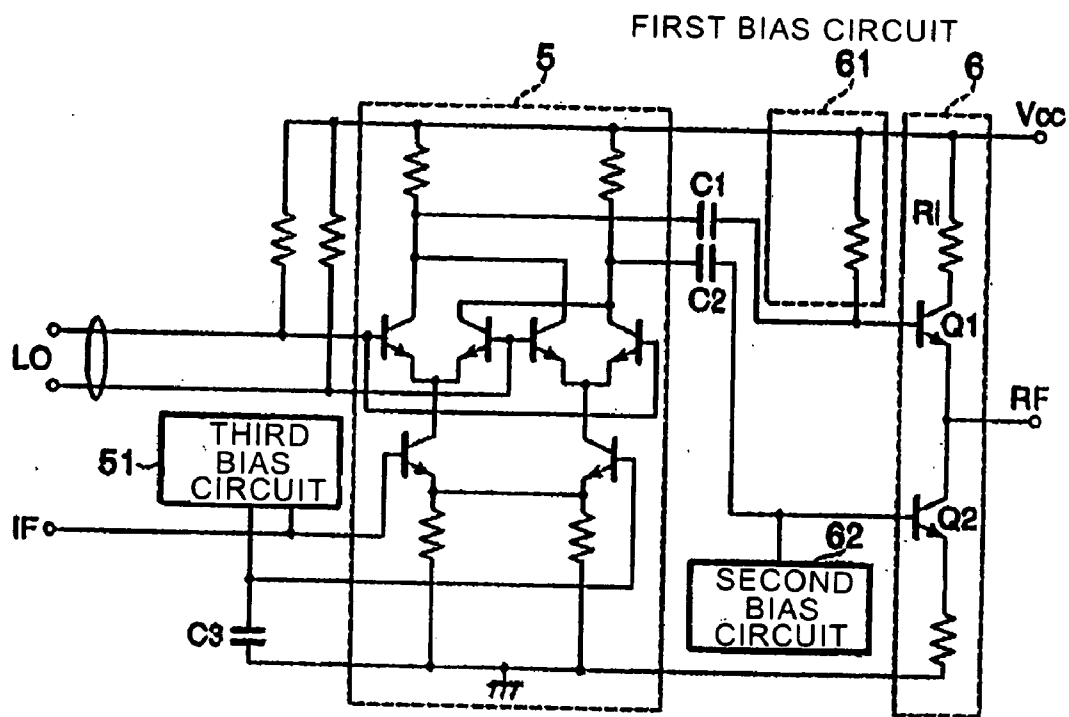 FIRST BIAS CIRCUIT
5
61
6
Vcc
C1
C2
R1
Q1
LO
RF
THIRD
BIAS
CIRCUIT
51
IF
Q2
62
SECOND
BIAS
CIRCUIT
C3